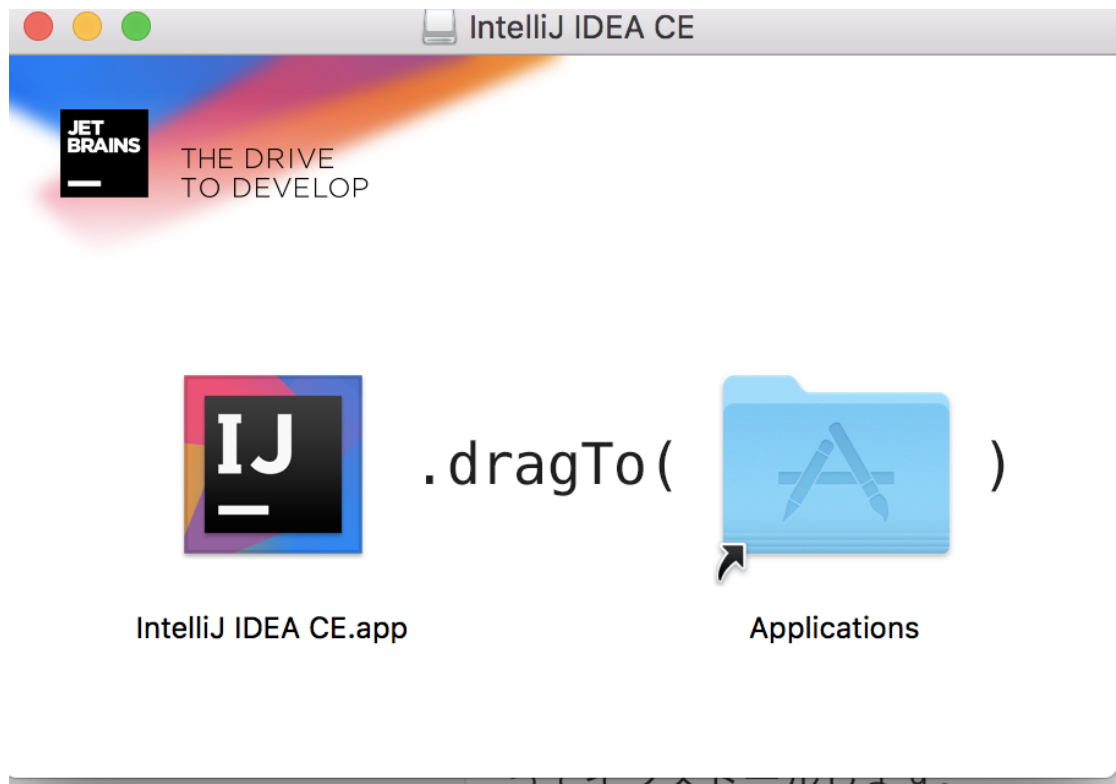 IntelliJ IDEA CE
JET
BRAINS
THE DRIVE
TO DEVELOP
IJ
.dragTo( )
IntelliJ IDEA CE.app
Applications